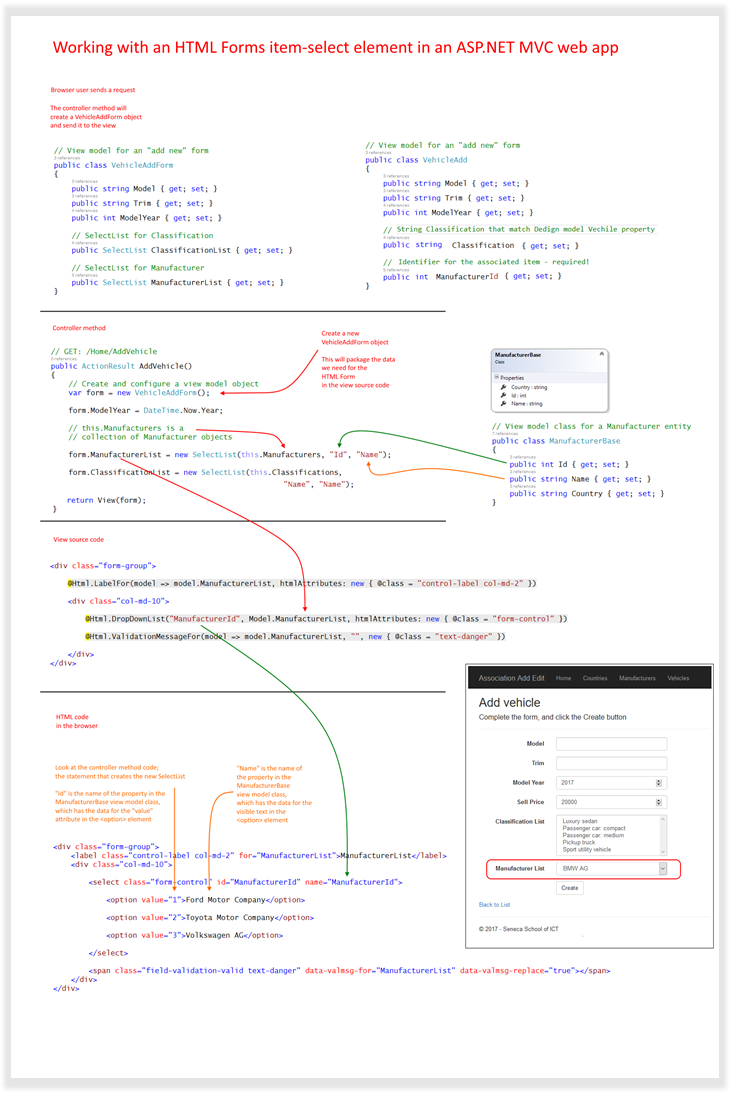 Working with an HTML Forms item-select element in an ASP.NET MVC web app
Browser user sends a request
The controller method will
create a VehicleAddForm object
and send it to the view
// View model for an "add new" form
3 references
public class VehicleAddForm
{
3 references
public string Model { get; set; }
3 references
public string Trim { get; set; }
4 references
public int ModelYear { get; set; }
// SelectList for Classification
4 references
public SelectList ClassificationList { get; set; }
// SelectList for Manufacturer
5 references
public SelectList ManufacturerList { get; set; }
}
// View model for an "add new" form
3 references
public class VehicleAdd
{
3 references
public string Model { get; set; }
3 references
public string Trim { get; set; }
4 references
public int ModelYear { get; set; }
// String Classification that match Dedign model Vechile property
4 references
public string Classification { get; set; }
// Identifier for the associated item - required!
5 references
public int ManufacturerId { get; set; }
}
Controller method
// GET: /Home/AddVehicle
0 references
public ActionResult AddVehicle()
{
// Create and configure a view model object
var form = new VehicleAddForm();
form.ModelYear = DateTime.Now.Year;
// this.Manufacturers is a
// collection of Manufacturer objects
form.ManufacturerList = new SelectList(this.Manufacturers, "Id", "Name");
form.ClassificationList = new SelectList(this.Classifications,
"Name", "Name");
return View(form);
}
Create a new
VehicleAddForm object
This will package the data
we need for the
HTML Form
in the view source code
ManufacturerBase
Class
Properties
Country : string
Id : int
Name : string
// View model class for a Manufacturer entity
7 references
public class ManufacturerBase
{
3 references
public int Id { get; set; }
3 references
public string Name { get; set; }
3 references
public string Country { get; set; }
}
View source code
<div class="form-group">
@Html.LabelFor(model => model.ManufacturerList, htmlAttributes: new { @class = "control-label col-md-2" })
<div class="col-md-10">
@Html.DropDownList("ManufacturerId", Model.ManufacturerList, htmlAttributes: new { @class = "form-control" })
@Html.ValidationMessageFor(model => model.ManufacturerList, "", new { @class = "text-danger" })
</div>
</div>
HTML code
in the browser
Look at the controller method code;
the statement that creates the new SelectList
"Id" is the name of the property in the
ManufacturerBase view model class,
which has the data for the "value"
attribute in the <option> element
"Name" is the name of
the property in the
ManufacturerBase
view model class,
which has the data for the
visible text in the
<option> element
<div class="form-group">
<label class="control-label col-md-2" for="ManufacturerList">ManufacturerList</label>
<div class="col-md-10">
<select class="form-control" id="ManufacturerId" name="ManufacturerId">
<option value="1">Ford Motor Company</option>
<option value="2">Toyota Motor Company</option>
<option value="3">Volkswagen AG</option>
</select>
<span class="field-validation-valid text-danger" data-valmsg-for="ManufacturerList" data-valmsg-replace="true"></span>
</div>
</div>
Association Add Edit Home Countries Manufacturers Vehicles
Add vehicle
Complete the form, and click the Create button
Model
Trim
Model Year 2017
Sell Price 20000
Classification List Luxury sedan
Passenger car: compact
Passenger car: medium
Pickup truck
Sport utility vehicle
Manufacturer List BMW AG
Create
Back to List
© 2017 - Seneca School of ICT